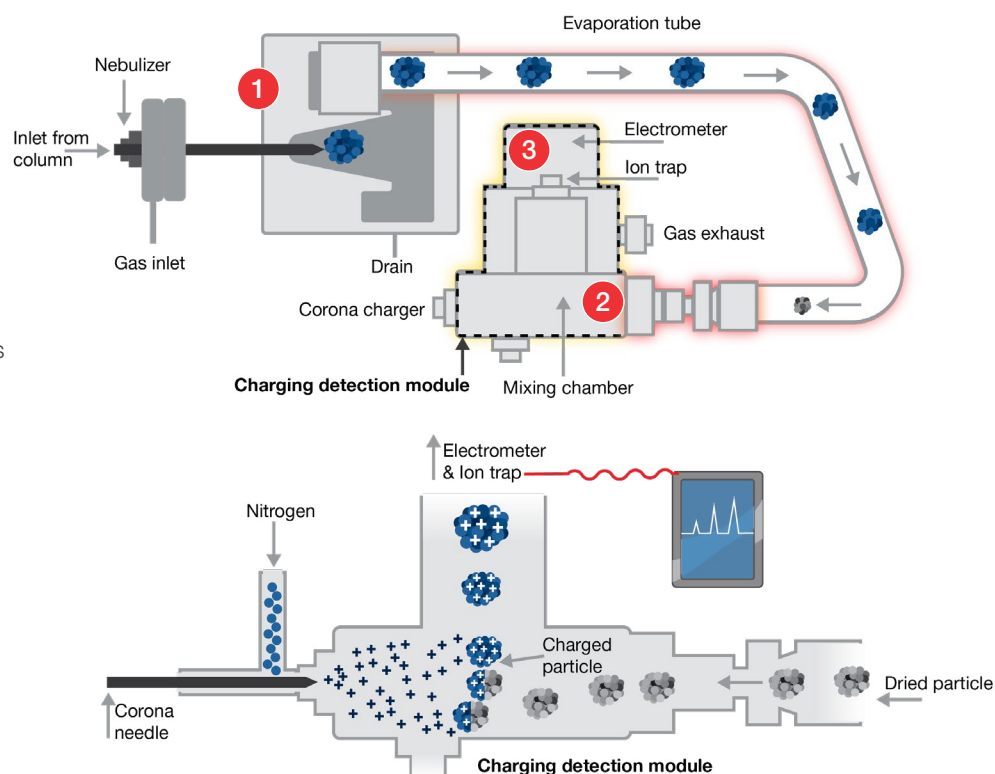 Evaporation tube
Nebulizer
1
Inlet from
column
Electrometer
3
Ion trap
Gas exhaust
Gas inlet
Drain
Corona charger
2
s
Charging detection module
Mixing chamber
Electrometer
& Ion trap
Nitrogen
Charged
particle
Dried particle
Corona
needle
Charging detection module